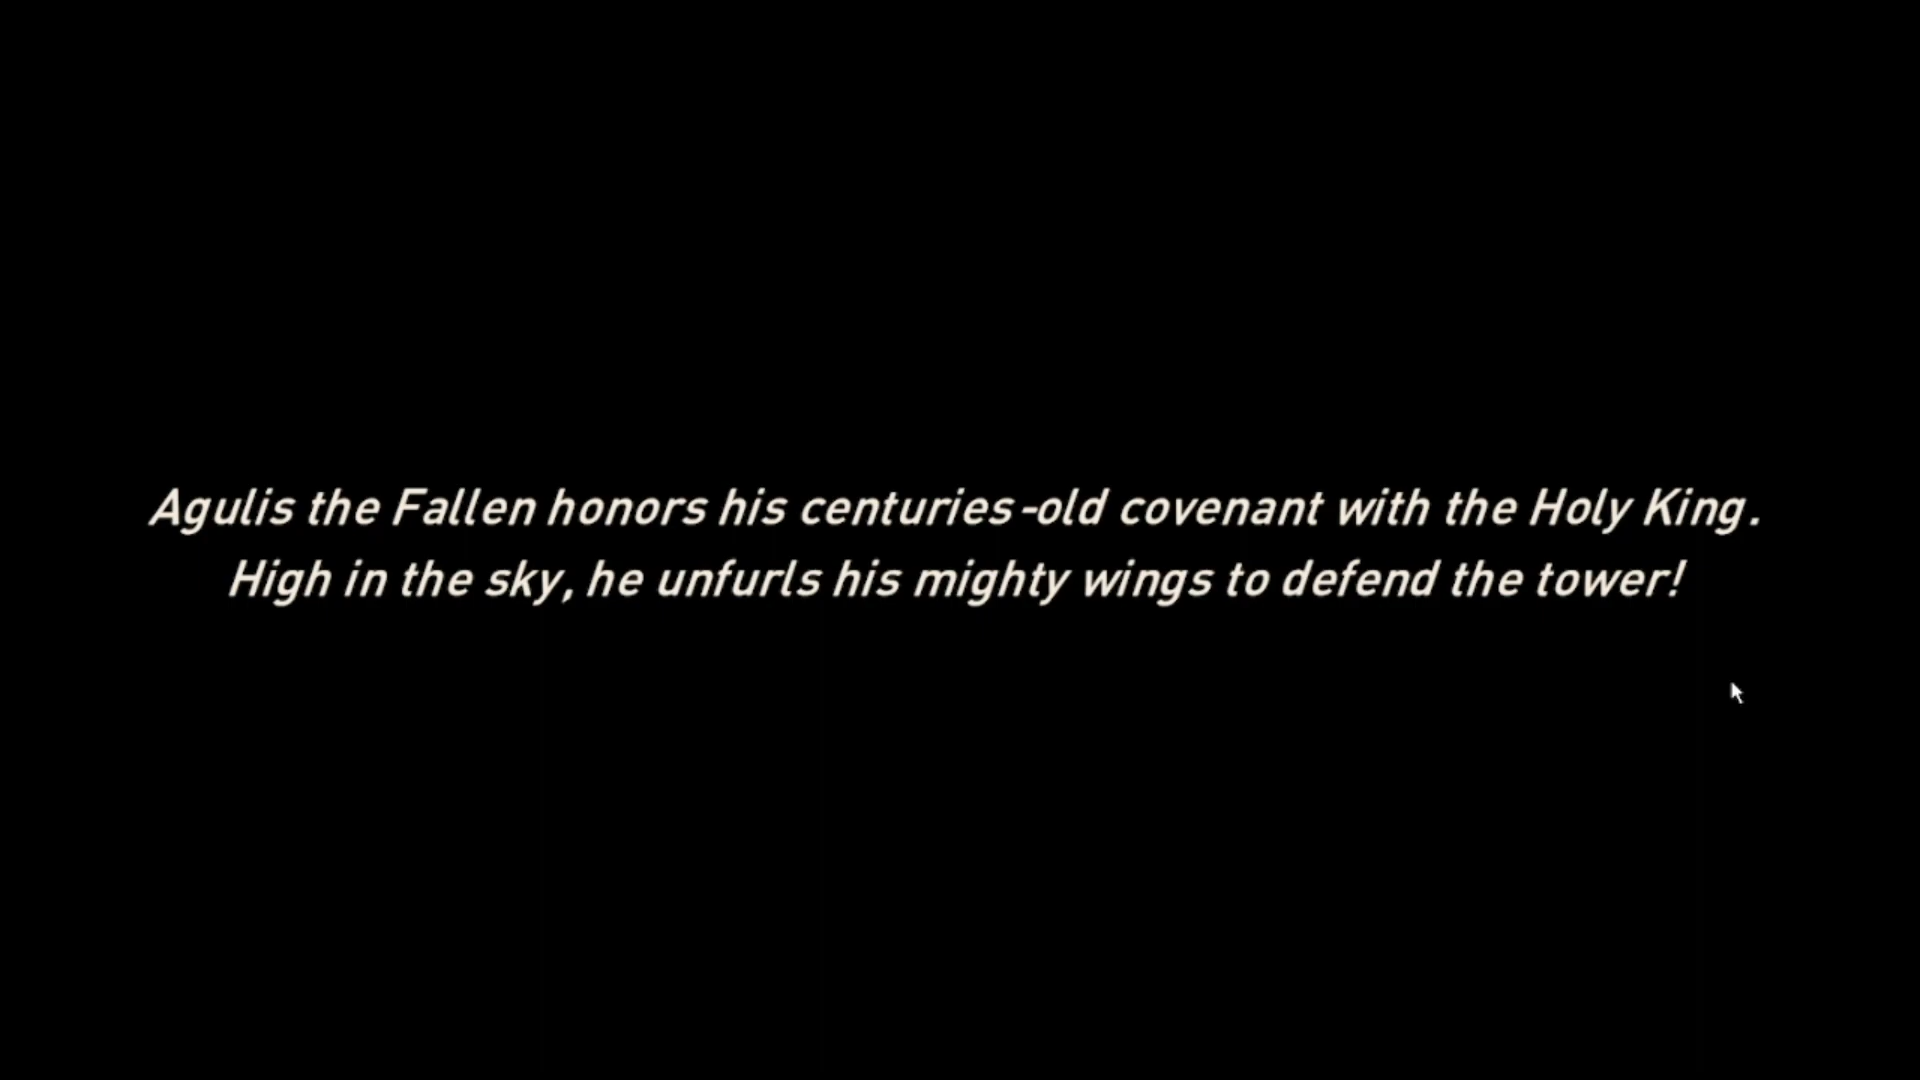 Agulis the Fallen honors his centuries-old covenant with the Holy King.
High in the sky, he unfurls his mighty wings to defend the tower!